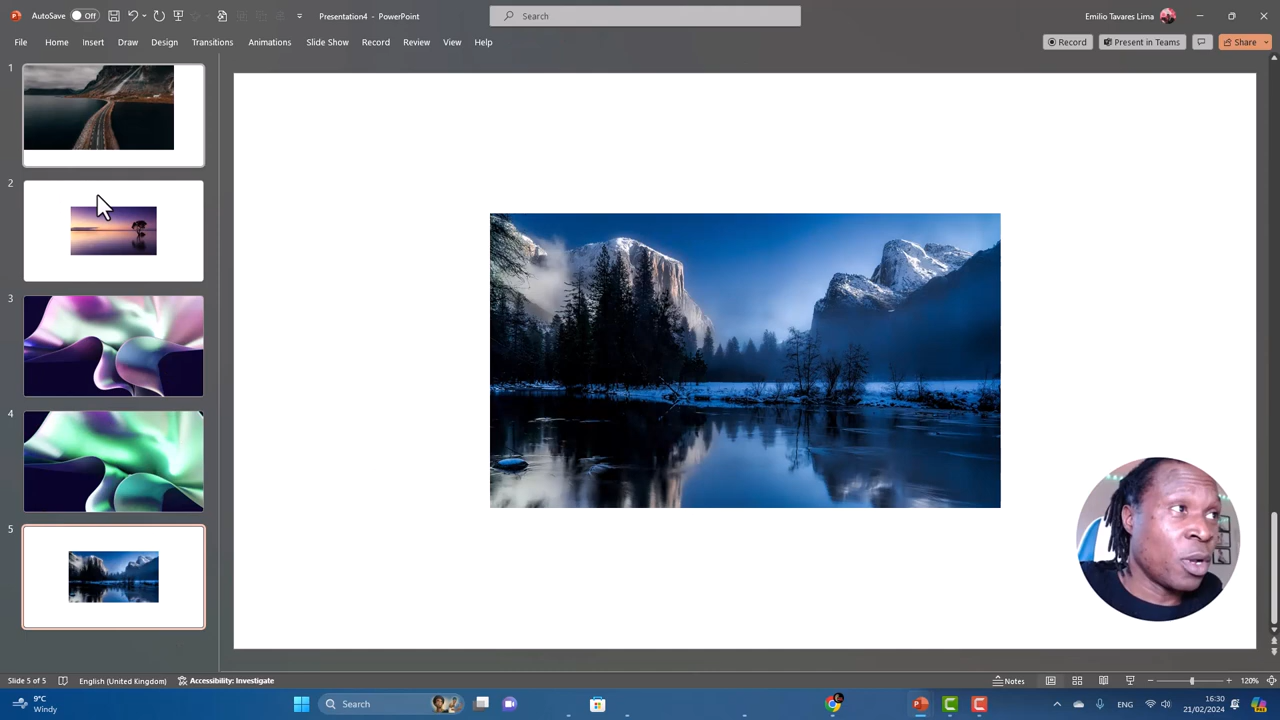 AutoSave Off Presentation4 - PowerPoint Search Emilio Tavares Lima
File Home Insert Draw Design Transitions Animations Slide Show Record Review View Help Record Present in Teams Share
1
2
3
4
5
Slide 5 of 5 English (United Kingdom) Accessibility: Investigate Notes 120%
9°C
Windy
Search
ENG
16:30
21/02/2024